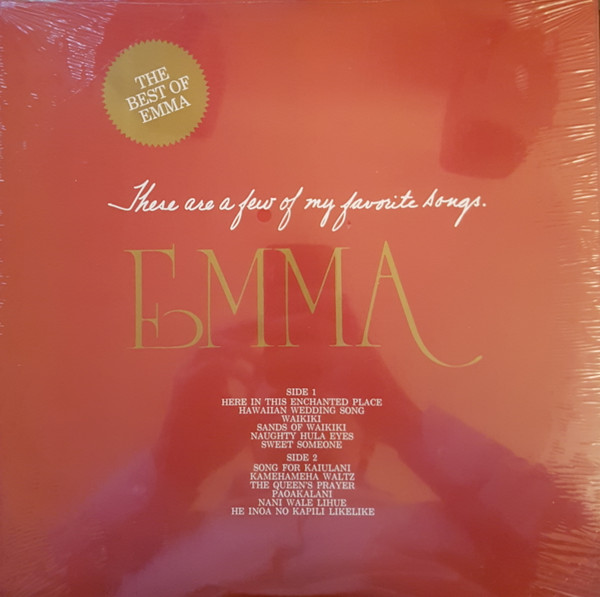 THE
BEST OF
EMMA
These are a few of my favorite songs.
EMMA
SIDE 1
HERE IN THIS ENCHANTED PLACE
HAWAIIAN WEDDING SONG
WAIKIKI
SANDS OF WAIKIKI
NAUGHTY HULA EYES
SWEET SOMEONE
SIDE 2
SONG FOR KAIULANI
KAMEHAMEHA WALTZ
THE QUEEN'S PRAYER
PAOAKALANI
NANI WALE LIHUE
HE INOA NO KAPILI LIKELIKE